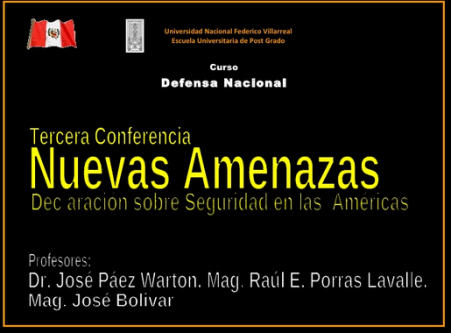 Universidad Nacional Federico Villarreal
Escuela Universitaria de Post Grado
Curso
Defensa Nacional
Tercera Conferencia
Nuevas Amenazas
Dec aración sobre Seguridad en las Américas
Profesores:
Dr. José Páez Warton. Mag. Raúl E. Porras Lavalle.
Mag. José Bolivar